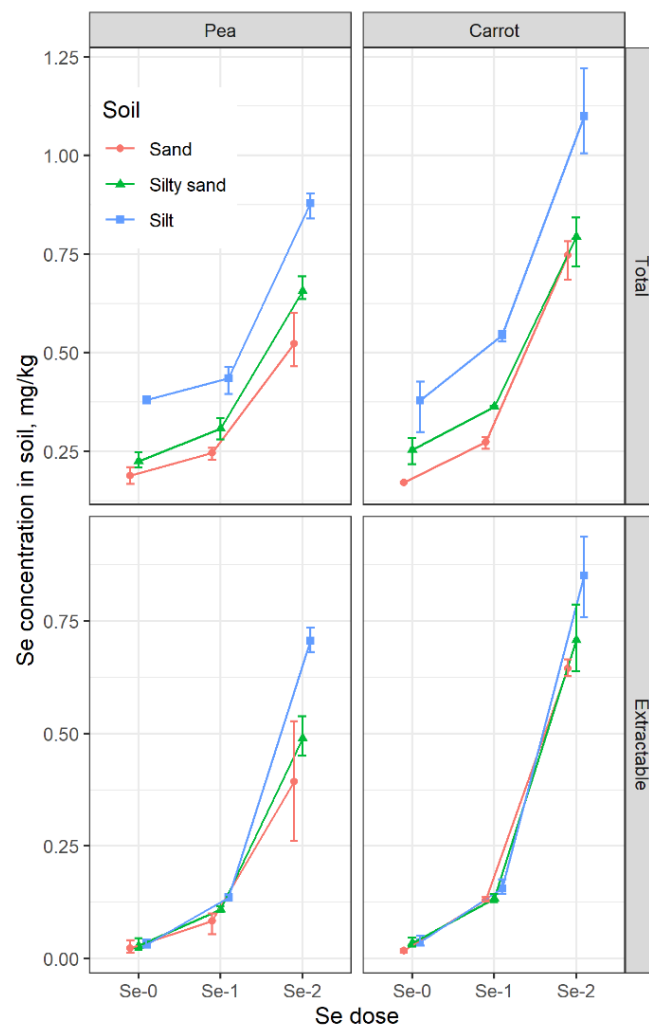 Pea
Carrot
Total
Extractable
Se concentration in soil, mg/kg
1.25
1.00
0.75
0.50
0.25
Soil
Sand
Silty sand
Silt
0.75
0.50
0.25
0.00
Se-0
Se-1
Se-2
Se-0
Se-1
Se-2
Se dose